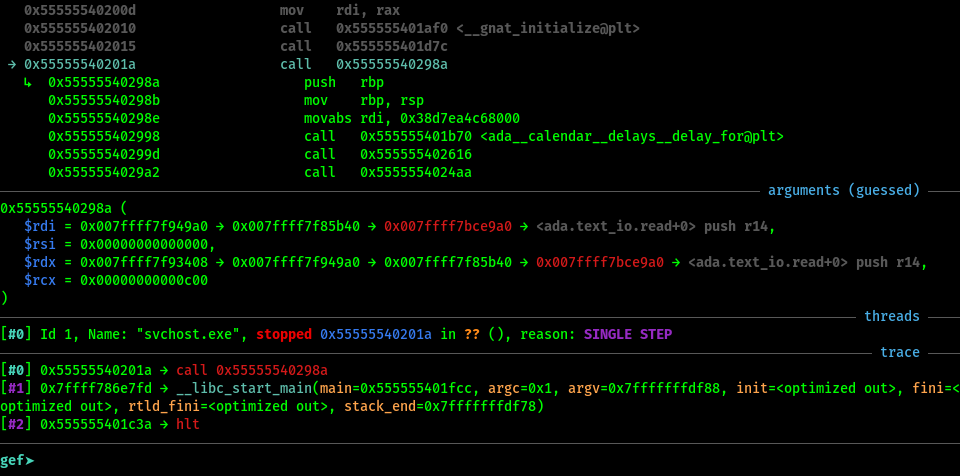 0x55555540200d mov rdi, rax
0x555555402010 call 0x555555401af0 <__gnat_initialize@plt>
0x555555402015 call 0x555555401d7c
→ 0x55555540201a call 0x55555540298a
↳ 0x55555540298a push rbp
0x55555540298b mov rbp, rsp
0x55555540298e movabs rdi, 0x38d7ea4c68000
0x555555402998 call 0x555555401b70 <ada__calendar__delays__delay_for@plt>
0x55555540299d call 0x555555402616
0x5555554029a2 call 0x5555554024aa
arguments (guessed)
0x55555540298a (
$rdi = 0x007ffff7f949a0 → 0x007ffff7f85b40 → 0x007ffff7bce9a0 → <ada.text_io.read+0> push r14,
$rsi = 0x00000000000000,
$rdx = 0x007ffff7f93408 → 0x007ffff7f949a0 → 0x007ffff7f85b40 → 0x007ffff7bce9a0 → <ada.text_io.read+0> push r14,
$rcx = 0x00000000000c00
)
threads
[#0] Id 1, Name: "svchost.exe", stopped 0x55555540201a in ?? (), reason: SINGLE STEP
trace
[#0] 0x55555540201a → call 0x55555540298a
[#1] 0x7ffff786e7fd → __libc_start_main(main=0x555555401fcc, argc=0x1, argv=0x7fffffffdf88, init=<optimized out>, fini=<
optimized out>, rtld_fini=<optimized out>, stack_end=0x7fffffffdf78)
[#2] 0x555555401c3a → hlt
gef➤